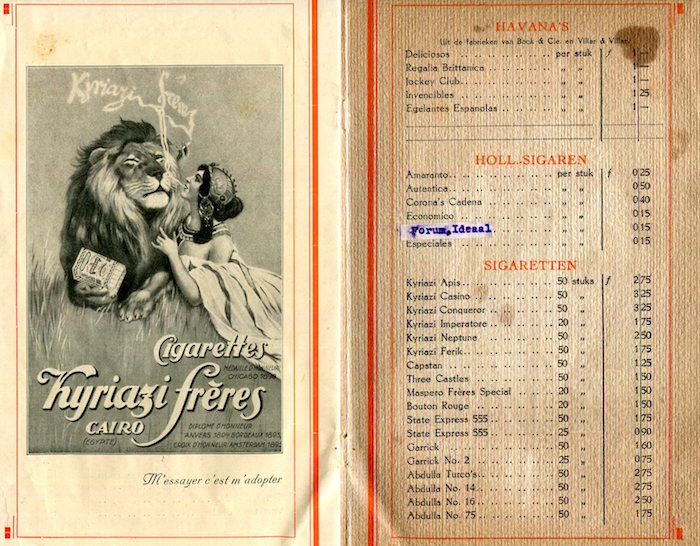 Kyriazi frères
Cigarettes
MÉDAILLE D'HONNEUR
CHICAGO 1893
Kyriazi frères
CAIRO
(EGYPTE)
DIPLOME D'HONNEUR
ANVERS 1894 BORDEAUX 1895
CROIX D'HONNEUR AMSTERDAM 1895
M'essayer c'est m'adopter
HAVANA'S
Uit de fabrieken van Bock & Cie. en Villar & Villar
Deliciosos per stuk f 1 —
Regalia Brittanica „ „ 1 —
Jockey Club „ „ 1 —
Invencibles „ „ 1 25
Egelantes Espanolas „ „ 1 —
HOLL. SIGAREN
Amaranto per stuk f 0 25
Autentica „ „ 0 50
Corona's Cadena „ „ 0 40
Economico „ „ 0 15
Forum, Ideaal „ „ 0 15
Especiales „ „ 0 15
SIGARETTEN
Kyriazi Apis 50 stuks f 2 75
Kyriazi Casino 50 „ 3 25
Kyriazi Conqueror 50 „ 3 25
Kyriazi Imperatore 20 „ 1 75
Kyriazi Neptune 50 „ 2 50
Kyriazi Ferik 50 „ 1 75
Capstan 50 „ 1 25
Three Castles 50 „ 1 50
Maspero Frères Special 20 „ 1 50
Bouton Rouge 20 „ 1 50
State Express 555 50 „ 1 75
State Express 555 25 „ 0 90
Garrick 50 „ 1 60
Garrick No. 2 25 „ 0 75
Abdulla Turco's 50 „ 2 75
Abdulla No. 14 50 „ 2 75
Abdulla No. 16 50 „ 2 50
Abdulla No. 75 50 „ 1 75